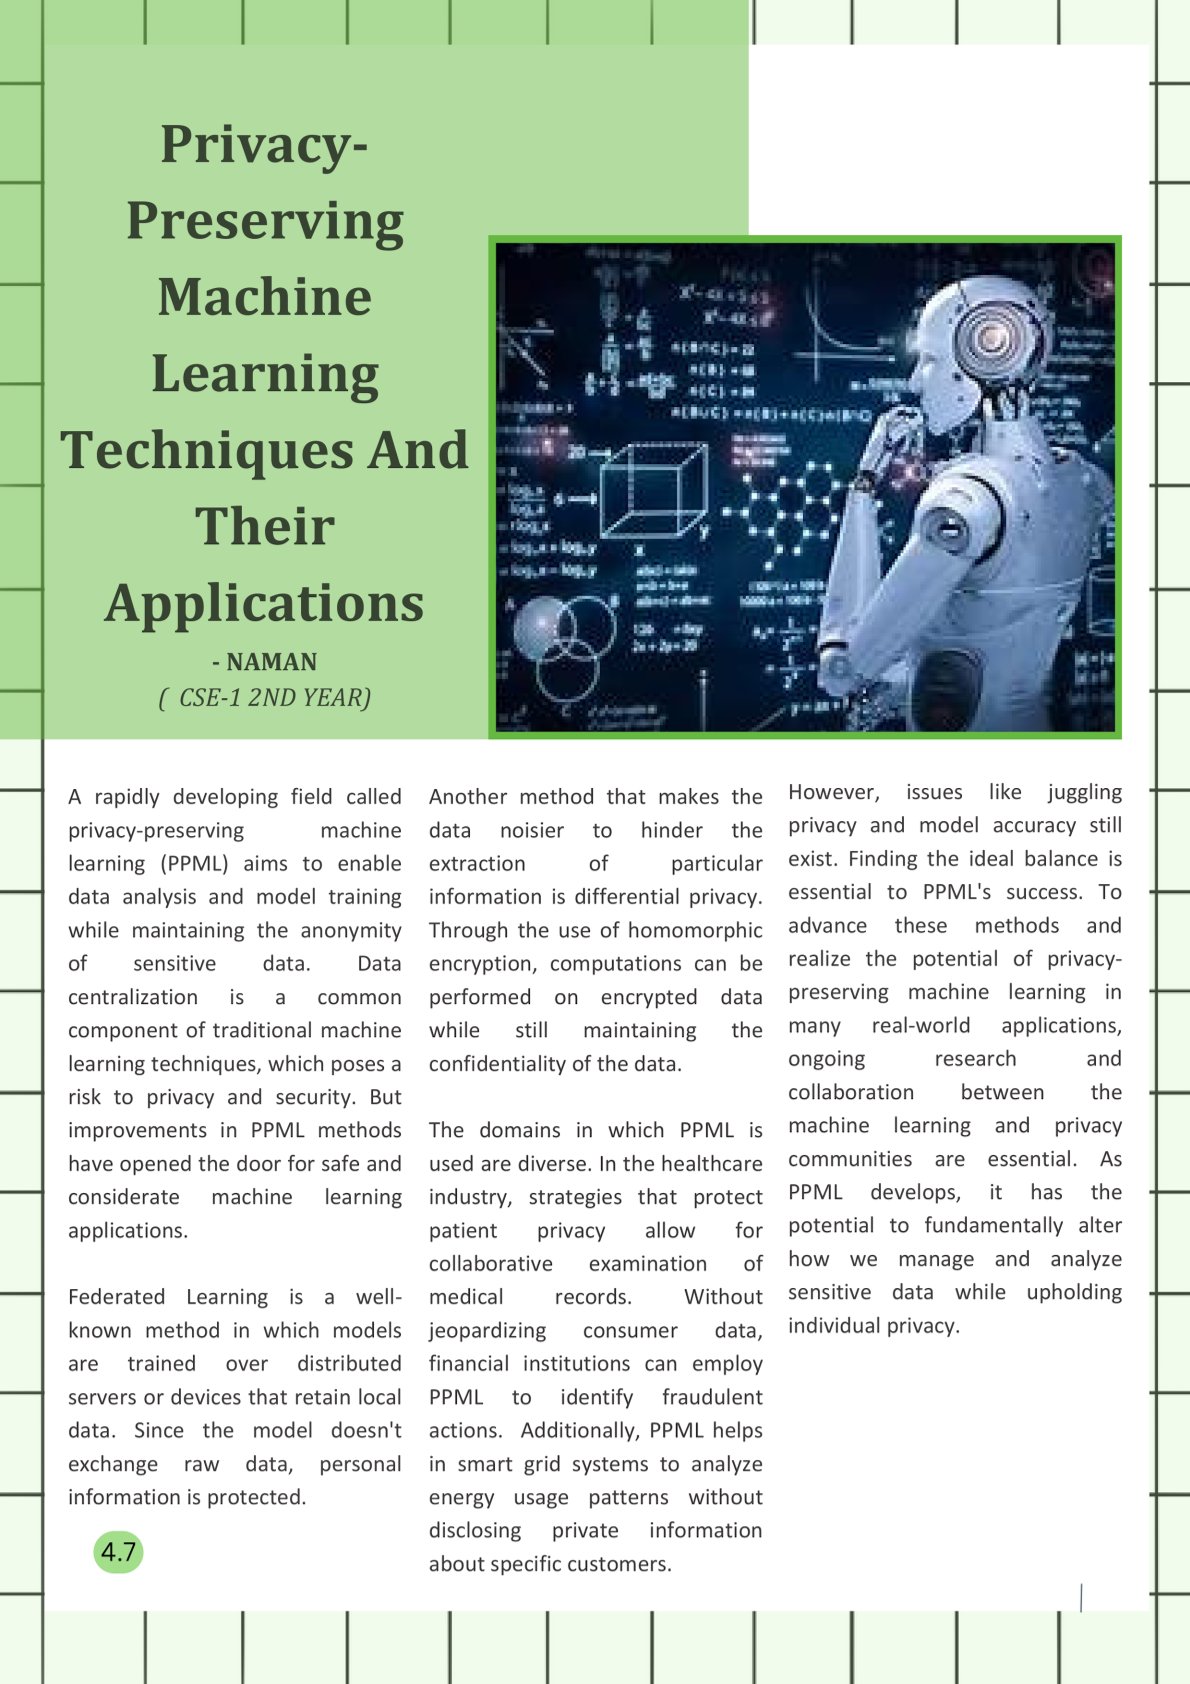 Privacy-
Preserving
Machine
Learning
Techniques And
Their
Applications
- NAMAN
( CSE-1 2ND YEAR)
A rapidly developing field called
privacy-preserving machine
learning (PPML) aims to enable
data analysis and model training
while maintaining the anonymity
of sensitive data. Data
centralization is a common
component of traditional machine
learning techniques, which poses a
risk to privacy and security. But
improvements in PPML methods
have opened the door for safe and
considerate machine learning
applications.
Federated Learning is a well-
known method in which models
are trained over distributed
servers or devices that retain local
data. Since the model doesn't
exchange raw data, personal
information is protected.
Another method that makes the
data noisier to hinder the
extraction of particular
information is differential privacy.
Through the use of homomorphic
encryption, computations can be
performed on encrypted data
while still maintaining the
confidentiality of the data.
The domains in which PPML is
used are diverse. In the healthcare
industry, strategies that protect
patient privacy allow for
collaborative examination of
medical records. Without
jeopardizing consumer data,
financial institutions can employ
PPML to identify fraudulent
actions. Additionally, PPML helps
in smart grid systems to analyze
energy usage patterns without
disclosing private information
about specific customers.
However, issues like juggling
privacy and model accuracy still
exist. Finding the ideal balance is
essential to PPML's success. To
advance these methods and
realize the potential of privacy-
preserving machine learning in
many real-world applications,
ongoing research and
collaboration between the
machine learning and privacy
communities are essential. As
PPML develops, it has the
potential to fundamentally alter
how we manage and analyze
sensitive data while upholding
individual privacy.
4.7